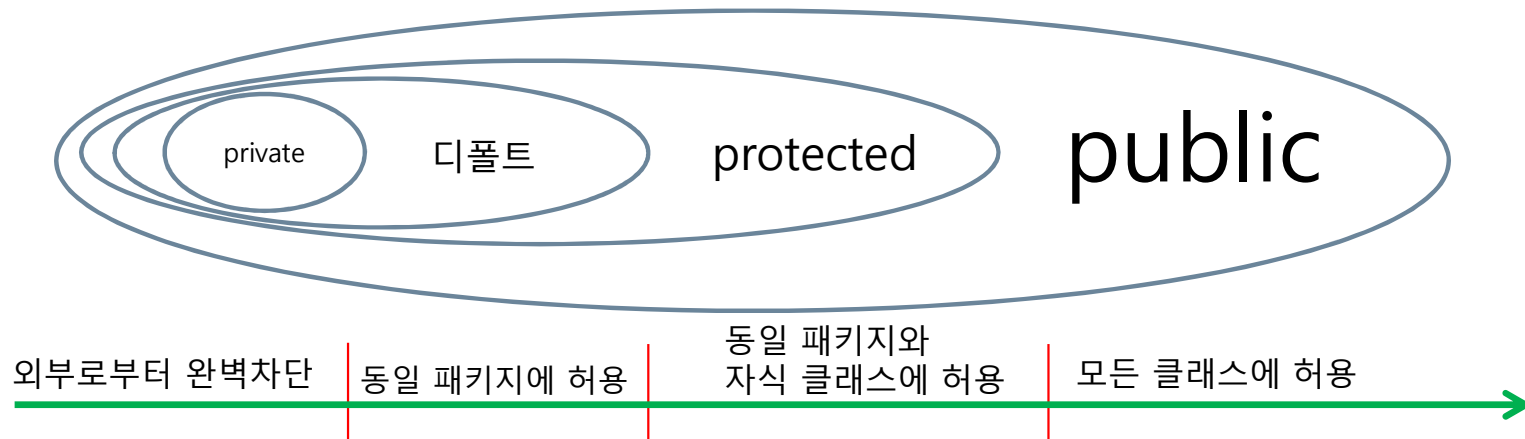 private
디폴트
protected
public
외부로부터 완벽차단
동일 패키지에 허용
동일 패키지와
자식 클래스에 허용
모든 클래스에 허용